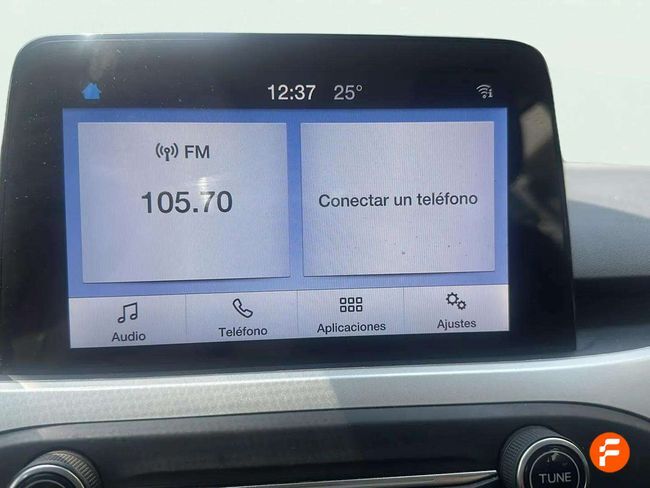 12:37 25°
FM
105.70
Conectar un teléfono
Audio
Teléfono
Aplicaciones
Ajustes
TUNE